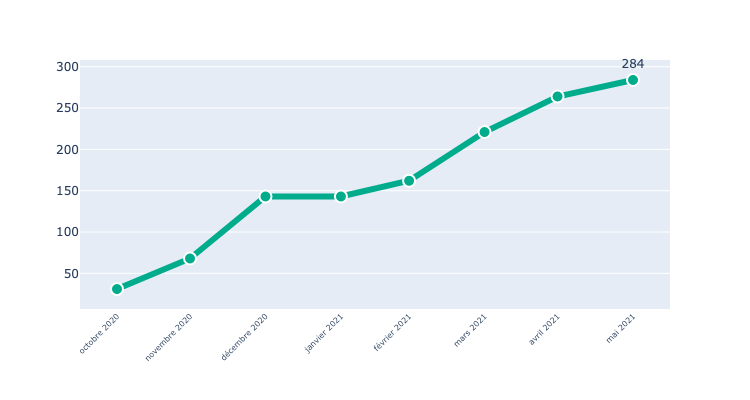 284
300
250
200
150
100
50
octobre 2020
novembre 2020
décembre 2020
janvier 2021
février 2021
mars 2021
avril 2021
mai 2021